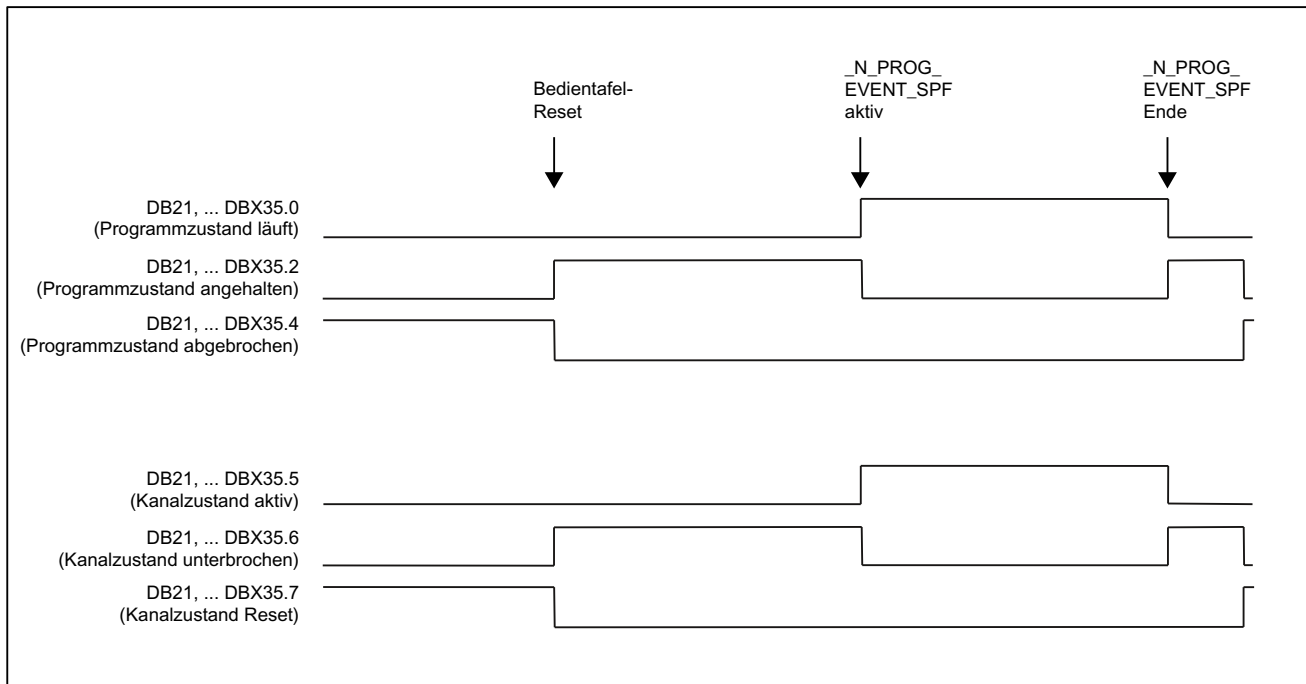 Bedientafel-
Reset
_N_PROG_
EVENT_SPF
aktiv
_N_PROG_
EVENT_SPF
Ende
DB21, ... DBX35.0
(Programmzustand läuft)
DB21, ... DBX35.2
(Programmzustand angehalten)
DB21, ... DBX35.4
(Programmzustand abgebrochen)
DB21, ... DBX35.5
(Kanalzustand aktiv)
DB21, ... DBX35.6
(Kanalzustand unterbrochen)
DB21, ... DBX35.7
(Kanalzustand Reset)